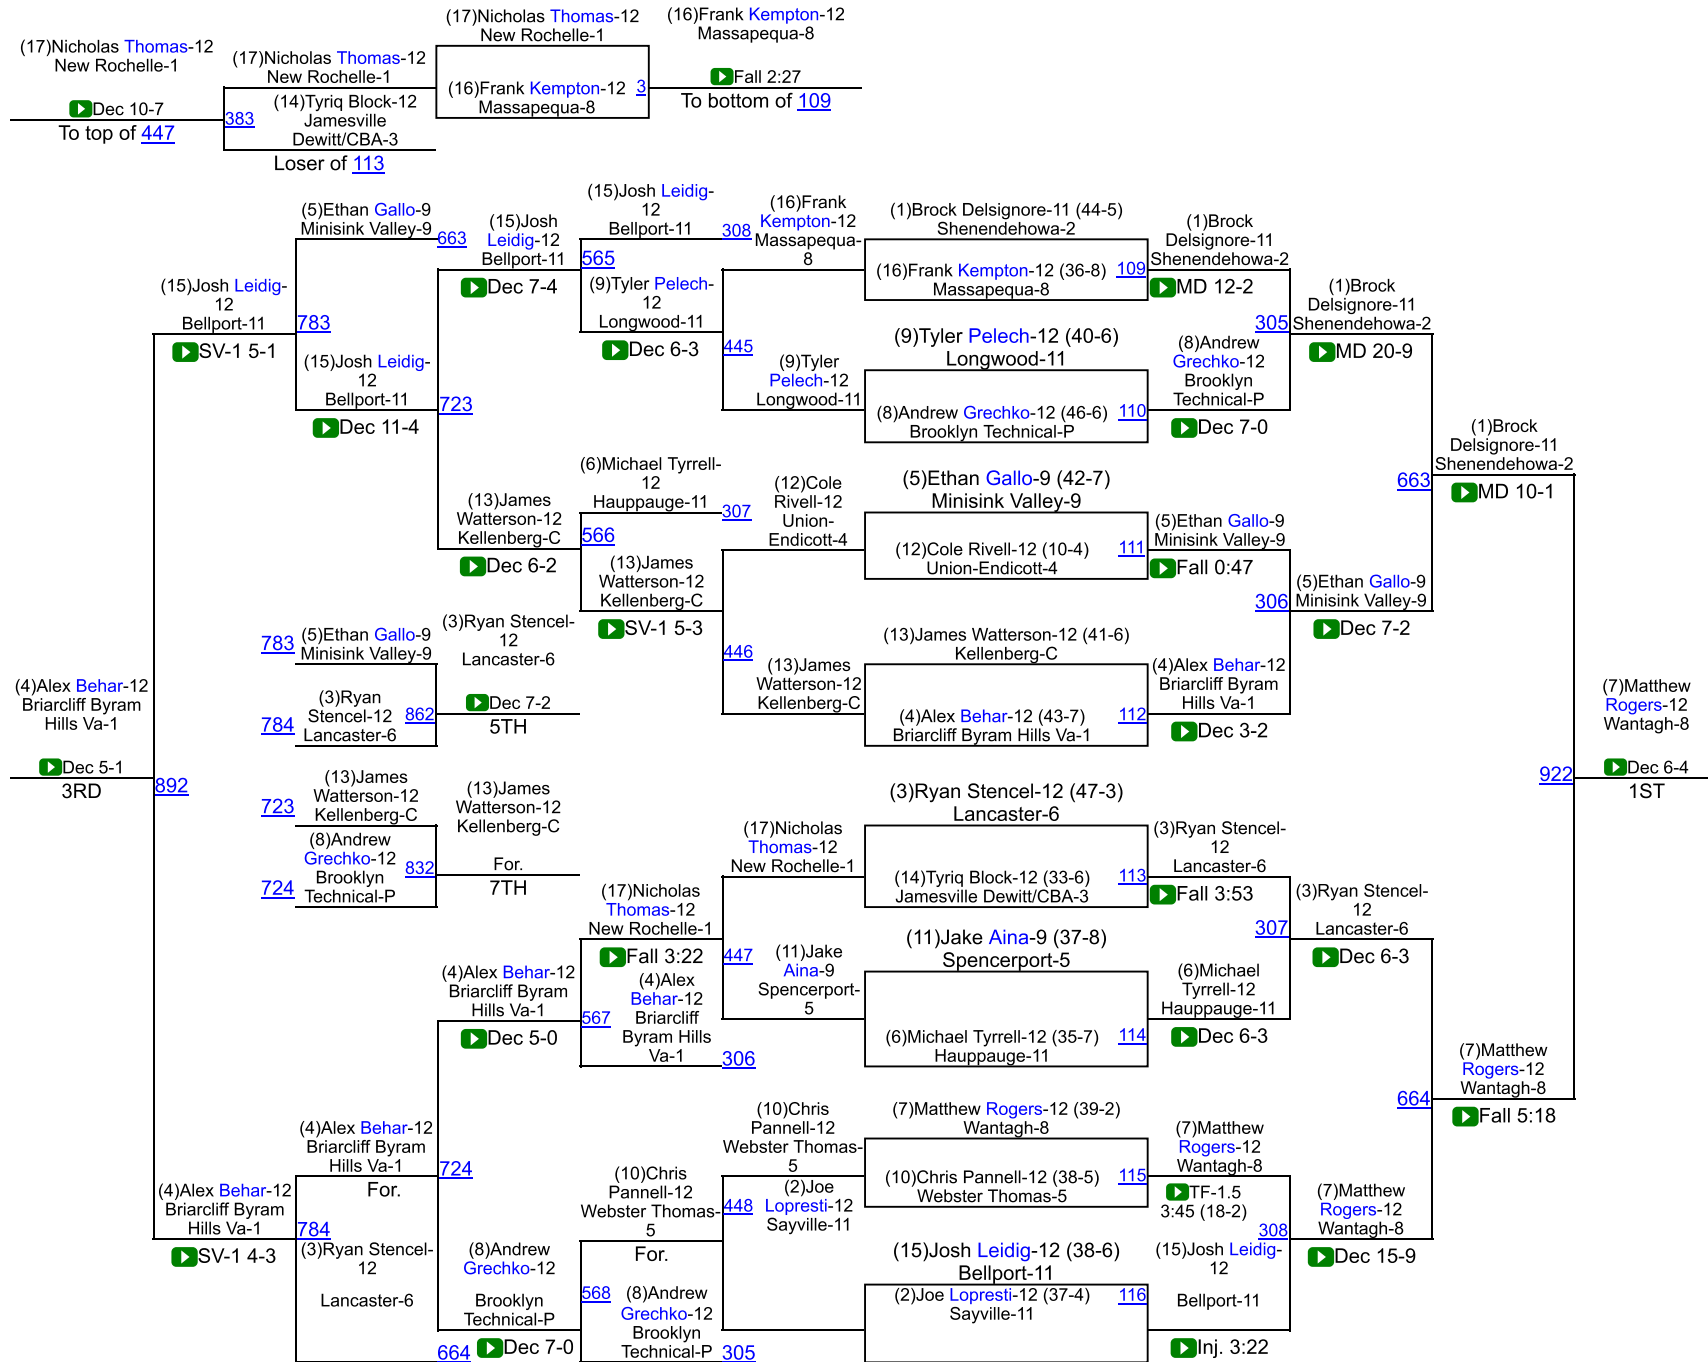 (17)Nicholas Thomas-12
New Rochelle-1
(16)Frank Kempton-12
Massapequa-8
(17)Nicholas Thomas-12
New Rochelle-1
(17)Nicholas Thomas-12
New Rochelle-1
(16)Frank Kempton-12 3
Massapequa-8
Fall 2:27
To bottom of 109
Dec 10-7
To top of 447
383
(14)Tyriq Block-12
Jamesville
Dewitt/CBA-3
Loser of 113
(5)Ethan Gallo-9
Minisink Valley-9
663
(15)Josh
Leidig-12
Bellport-11
Dec 7-4
(15)Josh Leidig-
12
Bellport-11
308
565
(9)Tyler Pelech-
12
Longwood-11
Dec 6-3
(16)Frank
Kempton-12
Massapequa-
8
445
(9)Tyler
Pelech-12
Longwood-11
(1)Brock Delsignore-11 (44-5)
Shenendehowa-2
(16)Frank Kempton-12 (36-8) 109
Massapequa-8
(9)Tyler Pelech-12 (40-6)
Longwood-11
(8)Andrew Grechko-12 (46-6) 110
Brooklyn Technical-P
(1)Brock
Delsignore-11
Shenendehowa-2
MD 12-2
305
(8)Andrew
Grechko-12
Brooklyn
Technical-P
Dec 7-0
(1)Brock
Delsignore-11
Shenendehowa-2
MD 20-9
(15)Josh Leidig-
12
Bellport-11
SV-1 5-1
783
(15)Josh Leidig-
12
Bellport-11
Dec 11-4
723
(1)Brock
Delsignore-11
Shenendehowa-2
MD 10-1
663
(13)James
Watterson-12
Kellenberg-C
Dec 6-2
(6)Michael Tyrrell-
12
Hauppauge-11
307
566
(13)James
Watterson-12
Kellenberg-C
SV-1 5-3
(12)Cole
Rivell-12
Union-
Endicott-4
446
(13)James
Watterson-12
Kellenberg-C
(5)Ethan Gallo-9 (42-7)
Minisink Valley-9
(12)Cole Rivell-12 (10-4) 111
Union-Endicott-4
(13)James Watterson-12 (41-6)
Kellenberg-C
(4)Alex Behar-12 (43-7) 112
Briarcliff Byram Hills Va-1
(5)Ethan Gallo-9
Minisink Valley-9
Fall 0:47
306
(4)Alex Behar-12
Briarcliff Byram
Hills Va-1
Dec 3-2
(5)Ethan Gallo-9
Minisink Valley-9
Dec 7-2
783
(5)Ethan Gallo-9
Minisink Valley-9
784
(3)Ryan
Stencel-12
Lancaster-6
862
(3)Ryan Stencel-
12
Lancaster-6
Dec 7-2
5TH
(4)Alex Behar-12
Briarcliff Byram
Hills Va-1
Dec 5-1
3RD
892
723
(13)James
Watterson-12
Kellenberg-C
724
(8)Andrew
Grechko-12
Brooklyn
Technical-P
832
(13)James
Watterson-12
Kellenberg-C
For.
7TH
(7)Matthew
Rogers-12
Wantagh-8
922
Dec 6-4
1ST
(17)Nicholas
Thomas-12
New Rochelle-1
Fall 3:22
(17)Nicholas
Thomas-12
New Rochelle-1
447
(11)Jake
Aina-9
Spencerport-
5
(3)Ryan Stencel-12 (47-3)
Lancaster-6
(14)Tyriq Block-12 (33-6) 113
Jamesville Dewitt/CBA-3
(11)Jake Aina-9 (37-8)
Spencerport-5
(6)Michael Tyrrell-12 (35-7) 114
Hauppauge-11
(3)Ryan Stencel-
12
Lancaster-6
Fall 3:53
307
(6)Michael
Tyrrell-12
Hauppauge-11
Dec 6-3
(3)Ryan Stencel-
12
Lancaster-6
Dec 6-3
(4)Alex Behar-12
Briarcliff Byram
Hills Va-1
Dec 5-0
567
(4)Alex
Behar-12
Briarcliff
Byram Hills
Va-1
306
(7)Matthew
Rogers-12
Wantagh-8
664
Fall 5:18
(4)Alex Behar-12
Briarcliff Byram
Hills Va-1
For.
724
(4)Alex Behar-12
Briarcliff Byram
Hills Va-1
SV-1 4-3
784
(3)Ryan Stencel-
12
Lancaster-6
664
(8)Andrew
Grechko-12
Brooklyn
Technical-P
Dec 7-0
(10)Chris
Pannell-12
Webster Thomas-
5
For.
568
(8)Andrew
Grechko-12
Brooklyn
Technical-P
305
(10)Chris
Pannell-12
Webster Thomas-
5
448
(2)Joe
Lopresti-12
Sayville-11
(7)Matthew Rogers-12 (39-2)
Wantagh-8
(10)Chris Pannell-12 (38-5) 115
Webster Thomas-5
(15)Josh Leidig-12 (38-6)
Bellport-11
(2)Joe Lopresti-12 (37-4) 116
Sayville-11
(7)Matthew
Rogers-12
Wantagh-8
TF-1.5
3:45 (18-2)
308
(15)Josh Leidig-
12
Bellport-11
Inj. 3:22
(7)Matthew
Rogers-12
Wantagh-8
Dec 15-9